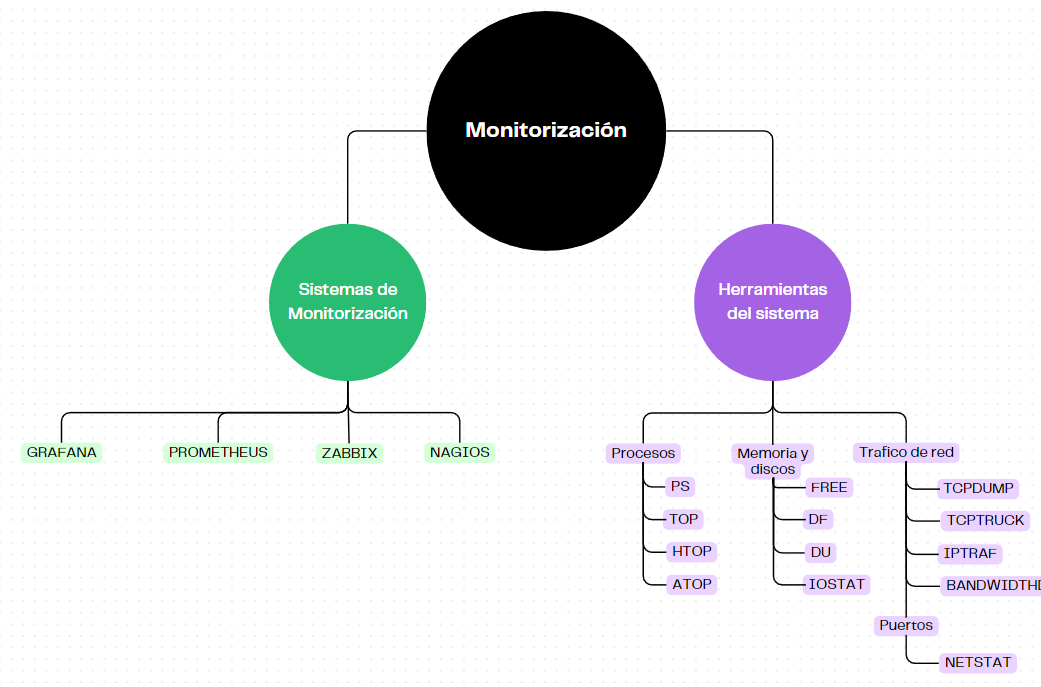 Monitorización
Sistemas de
Monitorización
Herramientas
del sistema
GRAFANA
PROMETHEUS
ZABBIX
NAGIOS
Procesos
PS
TOP
HTOP
ATOP
Memoria y
discos
FREE
DF
DU
IOSTAT
Trafico de red
TCPDUMP
TCPTRUCK
IPTRAF
BANDWIDTHD
Puertos
NETSTAT